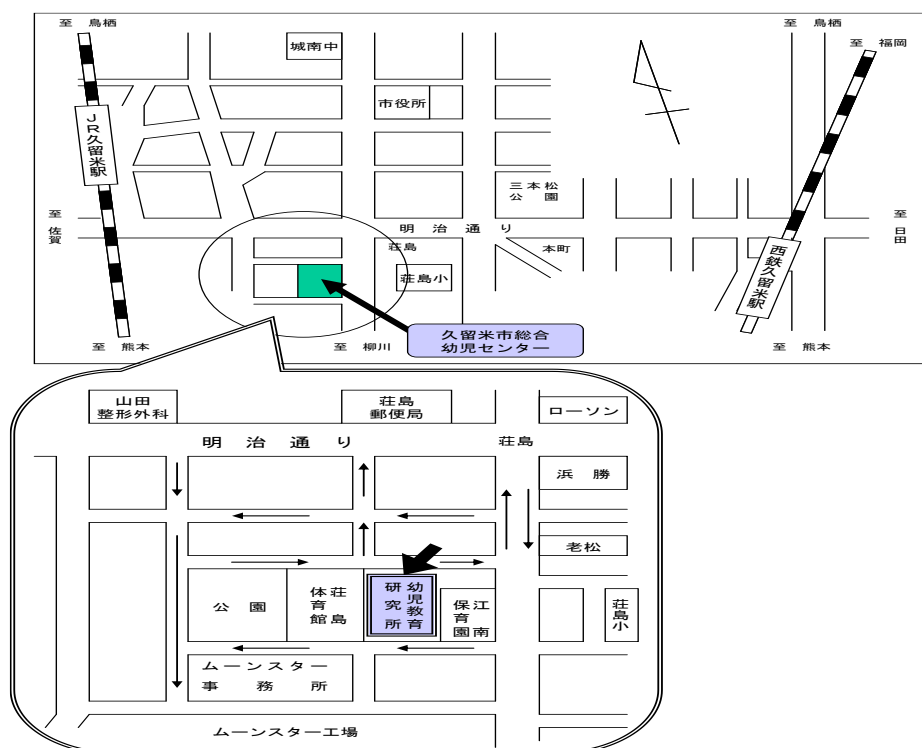 至 鳥栖
至 鳥栖
至 福岡
城南中
市役所
JR久留米駅
三本松
公園
至 佐賀
明治通り
至 日田
荘島
本町
荘島小
西鉄久留米駅
久留米市総合
幼児センター
至 熊本
至 柳川
至 熊本
山田
整形外科
荘島
郵便局
ローソン
明治通り
荘島
浜勝
老松
公園
荘島
体育館
幼児教育
研究所
江南
保育園
荘島小
ムーンスター
事務所
ムーンスター工場